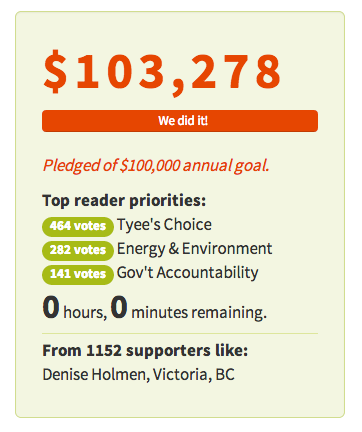 $103,278
We did it!
Pledged of $100,000 annual goal.
Top reader priorities:
464 votes Tyee's Choice
282 votes Energy & Environment
141 votes Gov't Accountability
0 hours, 0 minutes remaining.
From 1152 supporters like:
Denise Holmen, Victoria, BC